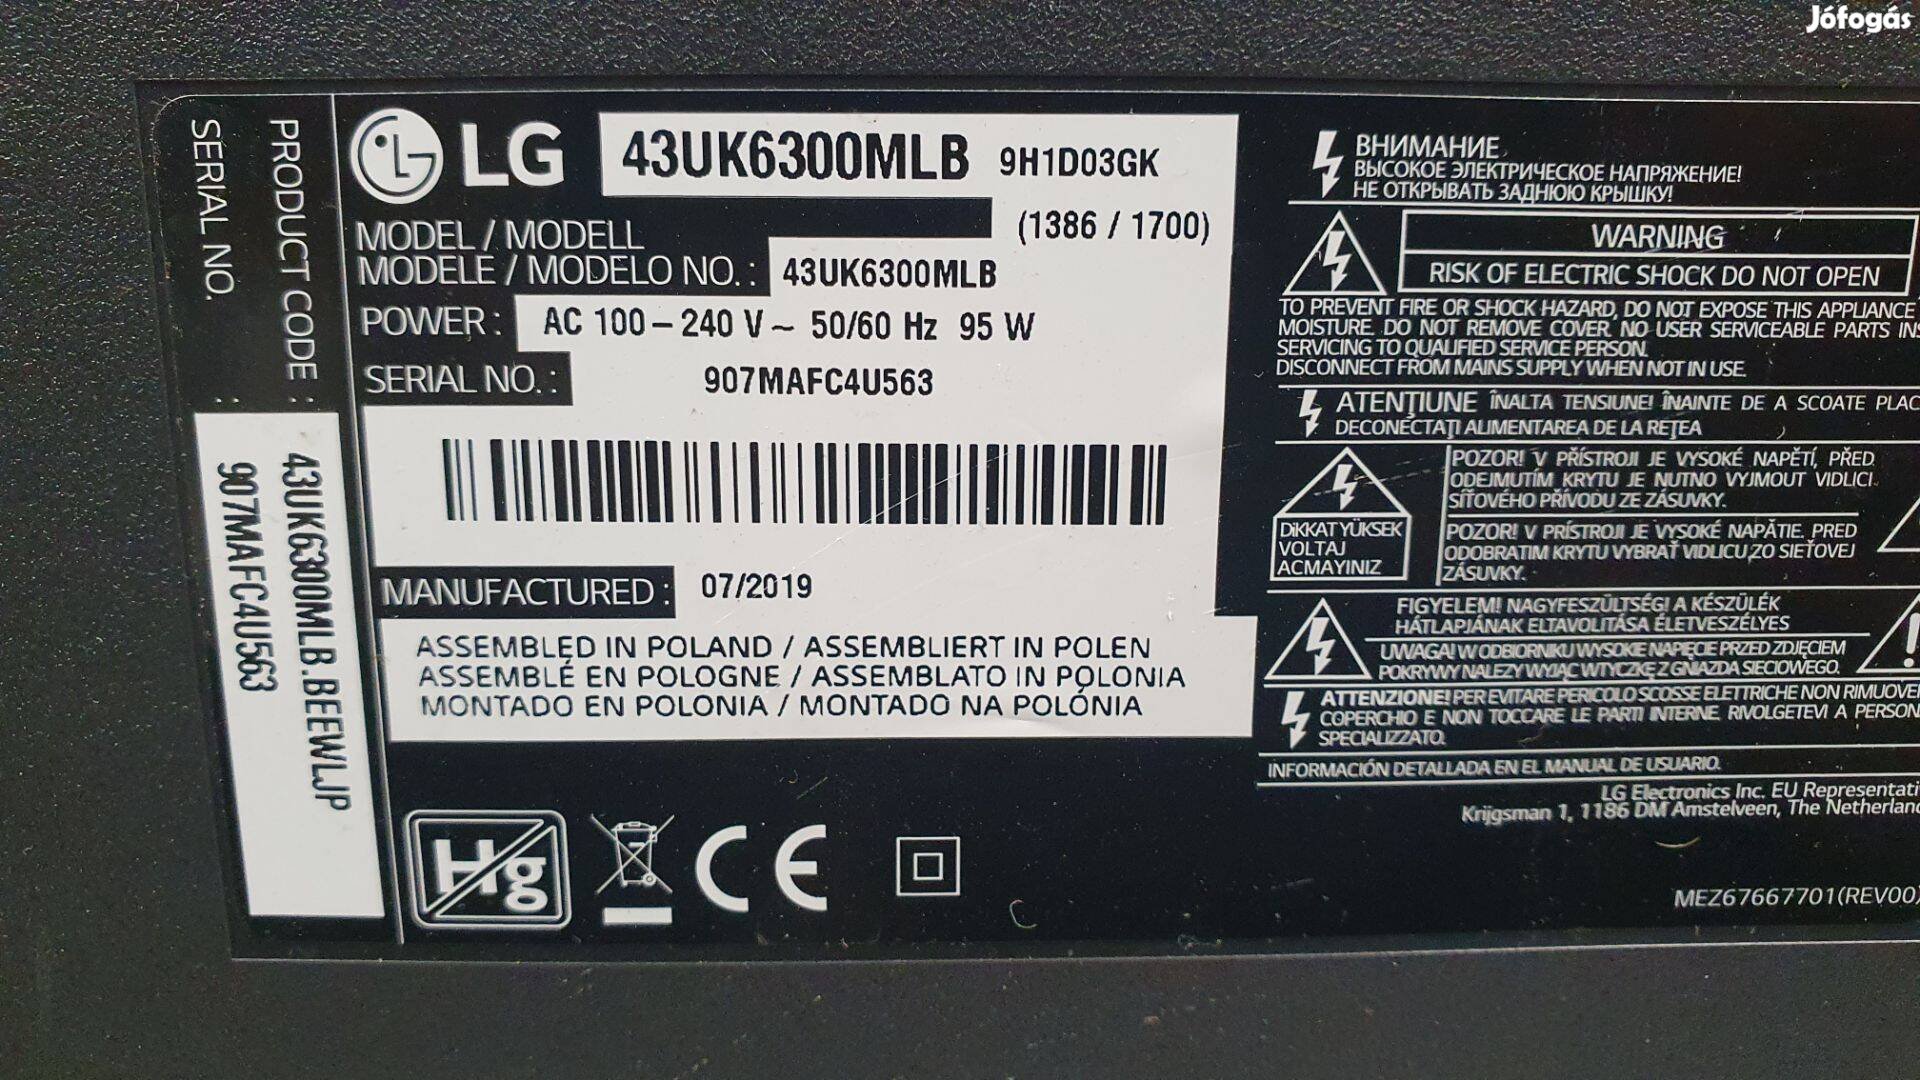 Jófogás
PRODUCT CODE : 43UK6300MLB.BEEWLJP
SERIAL NO. : 907MAFC4U563
LG 43UK6300MLB 9H1D03GK
(1386 / 1700)
MODEL / MODELL
MODELE / MODELO NO. : 43UK6300MLB
POWER : AC 100 – 240 V ~ 50/60 Hz 95 W
SERIAL NO. : 907MAFC4U563
MANUFACTURED : 07/2019
ASSEMBLED IN POLAND / ASSEMBLIERT IN POLEN
ASSEMBLÉ EN POLOGNE / ASSEMBLATO IN POLONIA
MONTADO EN POLONIA / MONTADO NA POLÓNIA
Hg
CE
ВНИМАНИЕ
ВЫСОКОЕ ЭЛЕКТРИЧЕСКОЕ НАПРЯЖЕНИЕ!
НЕ ОТКРЫВАТЬ ЗАДНЮЮ КРЫШКУ!
WARNING
RISK OF ELECTRIC SHOCK DO NOT OPEN
TO PREVENT FIRE OR SHOCK HAZARD, DO NOT EXPOSE THIS APPLIANCE
MOISTURE. DO NOT REMOVE COVER. NO USER SERVICEABLE PARTS INS
SERVICING TO QUALIFIED SERVICE PERSON.
DISCONNECT FROM MAINS SUPPLY WHEN NOT IN USE.
ATENŢIUNE ÎNALTA TENSIUNE! ÎNAINTE DE A SCOATE PLAC
DECONECTAŢI ALIMENTAREA DE LA REŢEA
DiKKAT YÜKSEK
VOLTAJ
ACMAYINIZ
POZOR! V PŘÍSTROJI JE VYSOKÉ NAPĚTÍ, PŘED
ODEJMUTÍM KRYTU JE NUTNO VYJMOUT VIDLICI
SÍŤOVÉHO PŘÍVODU ZE ZÁSUVKY.
POZOR! V PRÍSTROJI JE VYSOKÉ NAPÄTIE. PRED
ODOBRATIM KRYTU VYBRAŤ VIDLICU ZO SIEŤOVEJ
ZÁSUVKY.
FIGYELEM! NAGYFESZÜLTSÉG! A KÉSZÜLÉK
HÁTLAPJÁNAK ELTAVOLITÁSA ÉLETVESZÉLYES
UWAGA! W ODBIORNIKU WYSOKIE NAPIĘCIE PRZED ZDJĘCIEM
POKRYWY NALEZY WYJĄC WTYCZKĘ Z GNIAZDA SIECIOWEGO.
ATTENZIONE! PER EVITARE PERICOLO SCOSSE ELETTRICHE NON RIMUOVER
COPERCHIO E NON TOCCARE LE PARTI INTERNE. RIVOLGETEVI A PERSON
SPECIALIZZATO.
INFORMACIÓN DETALLADA EN EL MANUAL DE USUARIO.
LG Electronics Inc. EU Representati
Krijgsman 1, 1186 DM Amstelveen, The Netherlan
MEZ67667701(REV00)